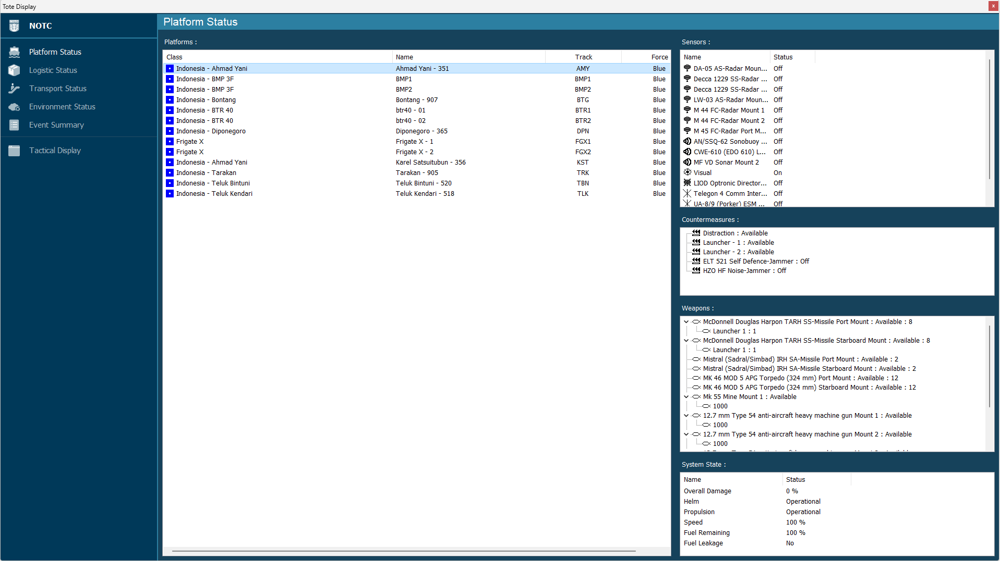 Tote Display
NOTC
Platform Status
Logistic Status
Transport Status
Environment Status
Event Summary
Tactical Display
Platform Status
Platforms :
Class Name Track Force
Indonesia - Ahmad Yani Ahmad Yani - 351 AMY Blue
Indonesia - BMP 3F BMP1 BMP1 Blue
Indonesia - BMP 3F BMP2 BMP2 Blue
Indonesia - Bontang Bontang - 907 BTG Blue
Indonesia - BTR 40 btr40 - 01 BTR1 Blue
Indonesia - BTR 40 btr40 - 02 BTR2 Blue
Indonesia - Diponegoro Diponegoro - 365 DPN Blue
Frigate X Frigate X - 1 FGX1 Blue
Frigate X Frigate X - 2 FGX2 Blue
Indonesia - Ahmad Yani Karel Satsuitubun - 356 KST Blue
Indonesia - Tarakan Tarakan - 905 TRK Blue
Indonesia - Teluk Bintuni Teluk Bintuni - 520 TBN Blue
Indonesia - Teluk Kendari Teluk Kendari - 518 TLK Blue
Sensors :
Name Status
DA-05 AS-Radar Moun... Off
Decca 1229 SS-Radar ... Off
Decca 1229 SS-Radar ... Off
LW-03 AS-Radar Moun... Off
M 44 FC-Radar Mount 1 Off
M 44 FC-Radar Mount 2 Off
M 45 FC-Radar Port M... Off
AN/SSQ-62 Sonobuoy ... Off
CWE-610 (EDO 610) L... Off
MF VD Sonar Mount 2 Off
Visual On
LIOD Optronic Director... Off
Telegon 4 Comm Inter... Off
UA-8/9 (Porker) ESM ... Off
Countermeasures :
Distraction : Available
Launcher - 1 : Available
Launcher - 2 : Available
ELT 521 Self Defence-Jammer : Off
HZO HF Noise-Jammer : Off
Weapons :
McDonnell Douglas Harpon TARH SS-Missile Port Mount : Available : 8
Launcher 1 : 1
McDonnell Douglas Harpon TARH SS-Missile Starboard Mount : Available : 8
Launcher 1 : 1
Mistral (Sadral/Simbad) IRH SA-Missile Port Mount : Available : 2
Mistral (Sadral/Simbad) IRH SA-Missile Starboard Mount : Available : 2
MK 46 MOD 5 APG Torpedo (324 mm) Port Mount : Available : 12
MK 46 MOD 5 APG Torpedo (324 mm) Starboard Mount : Available : 12
Mk 55 Mine Mount 1 : Available
1000
12.7 mm Type 54 anti-aircraft heavy machine gun Mount 1 : Available
1000
12.7 mm Type 54 anti-aircraft heavy machine gun Mount 2 : Available
1000
System State :
Name Status
Overall Damage 0 %
Helm Operational
Propulsion Operational
Speed 100 %
Fuel Remaining 100 %
Fuel Leakage No